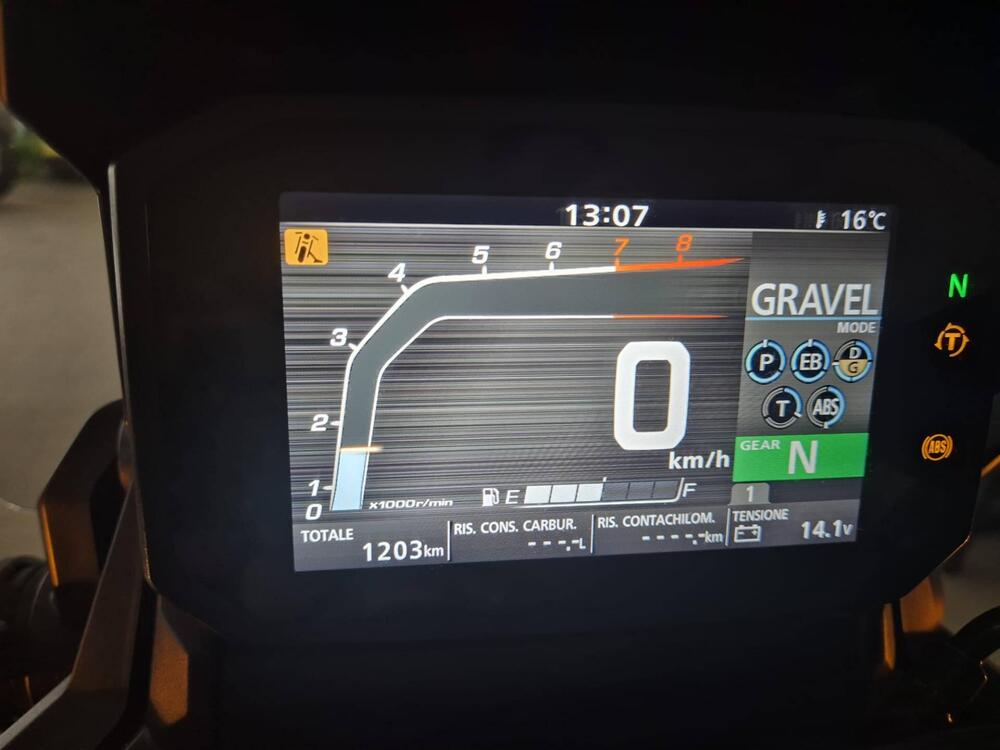 13:07
16°C
1
2
3
4
5
6
7
8
0
x1000r/min
0
km/h
E
F
GRAVEL
MODE
P
EB
D
G
T
ABS
GEAR N
1
N
T
ABS
TOTALE
1203km
RIS. CONS. CARBUR.
---.-L
RIS. CONTACHILOM.
----.-km
TENSIONE
14.1v